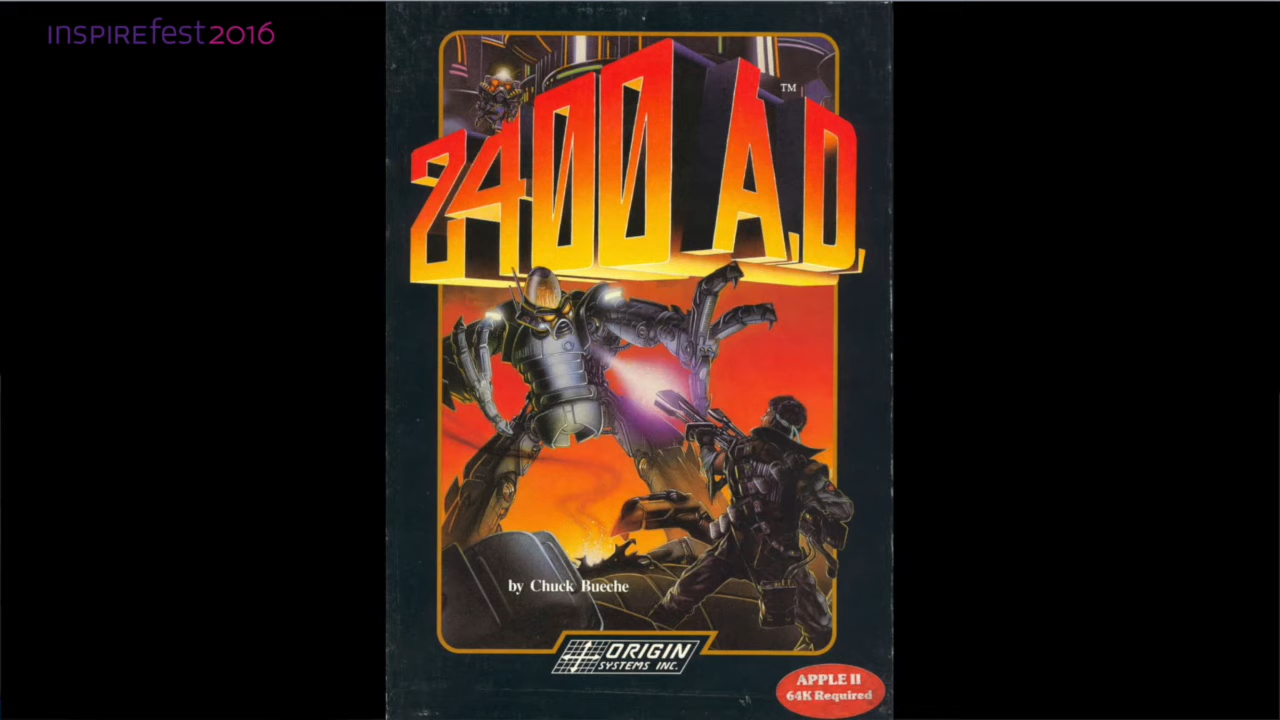 INSPIREfest2016
2400 A.D.
TM
by Chuck Bueche
ORIGIN
SYSTEMS INC.
APPLE II
64K Required